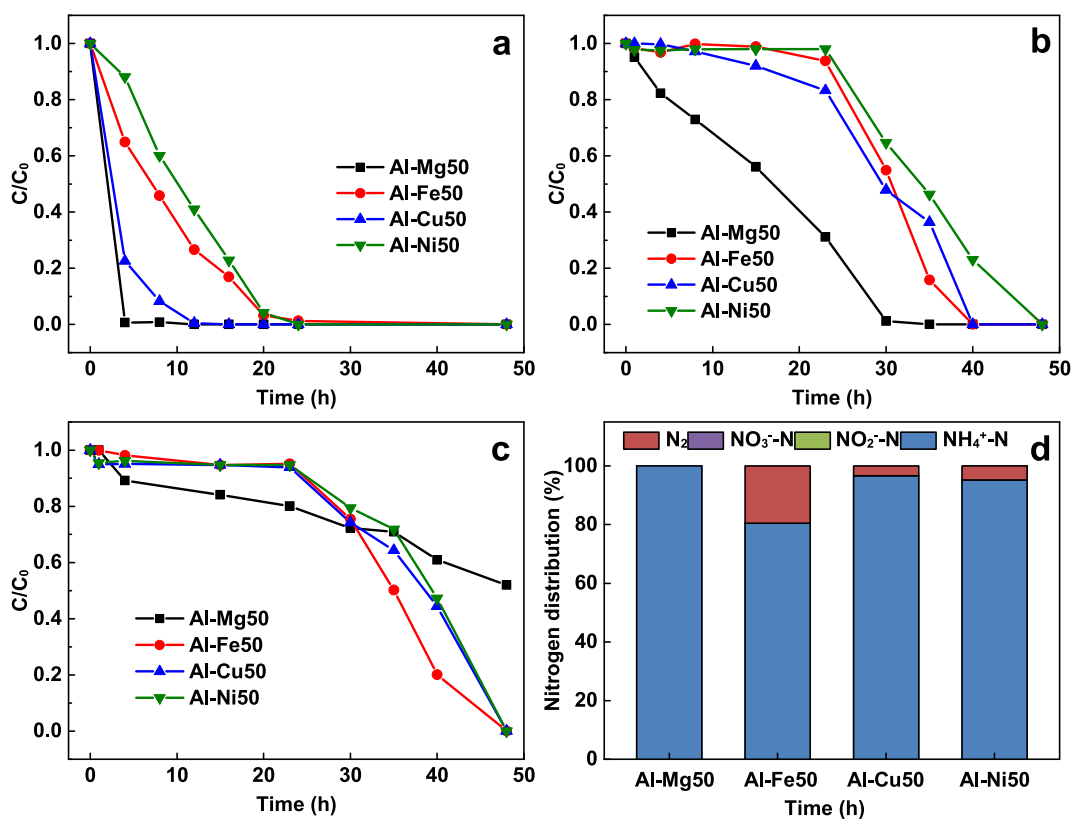 a
C/C₀
1.0
0.8
0.6
0.4
0.2
0.0
Al-Mg50
Al-Fe50
Al-Cu50
Al-Ni50
0 10 20 30 40 50
Time (h)
b
C/C₀
1.0
0.8
0.6
0.4
0.2
0.0
Al-Mg50
Al-Fe50
Al-Cu50
Al-Ni50
0 10 20 30 40 50
Time (h)
c
C/C₀
1.0
0.8
0.6
0.4
0.2
0.0
Al-Mg50
Al-Fe50
Al-Cu50
Al-Ni50
0 10 20 30 40 50
Time (h)
N₂ NO₃⁻-N NO₂⁻-N NH₄⁺-N
d
Nitrogen distribution (%)
100
80
60
40
20
0
Al-Mg50 Al-Fe50 Al-Cu50 Al-Ni50
Time (h)